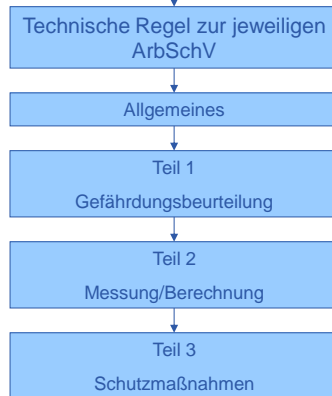 Technische Regel zur jeweiligen
ArbSchV
Allgemeines
Teil 1
Gefährdungsbeurteilung
Teil 2
Messung/Berechnung
Teil 3
Schutzmaßnahmen